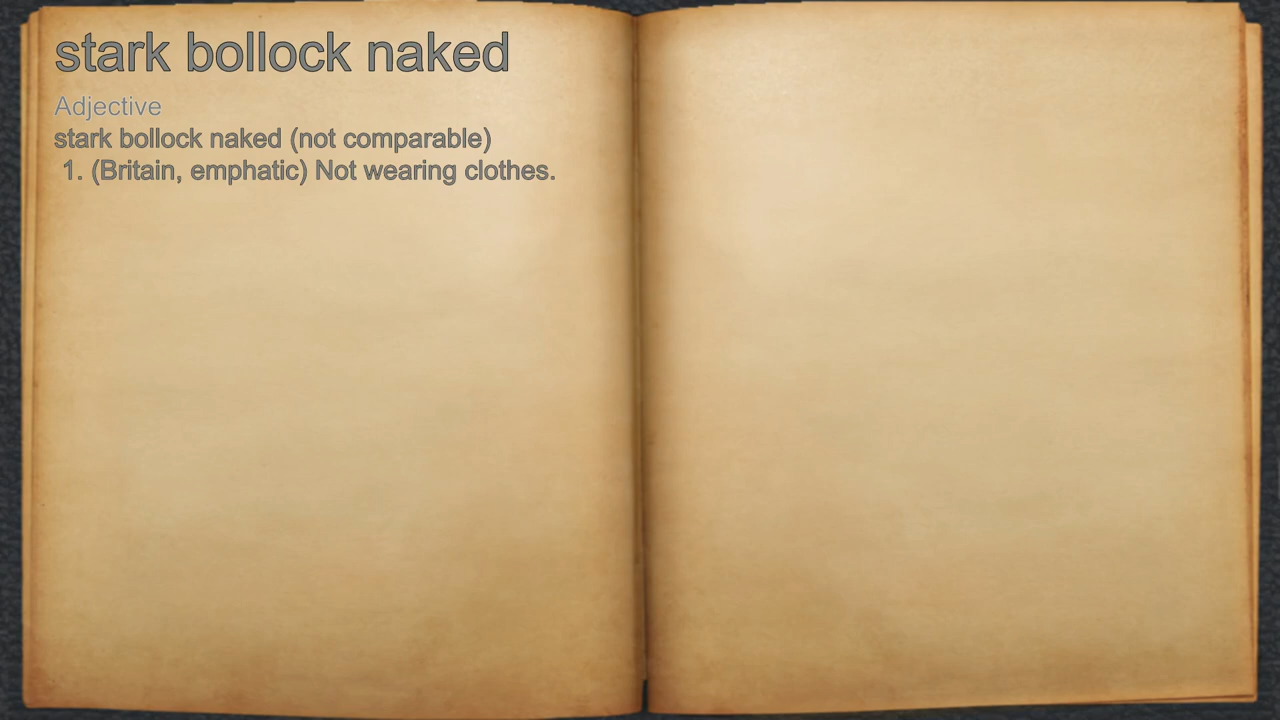 stark bollock naked
Adjective
stark bollock naked (not comparable)
1. (Britain, emphatic) Not wearing clothes.